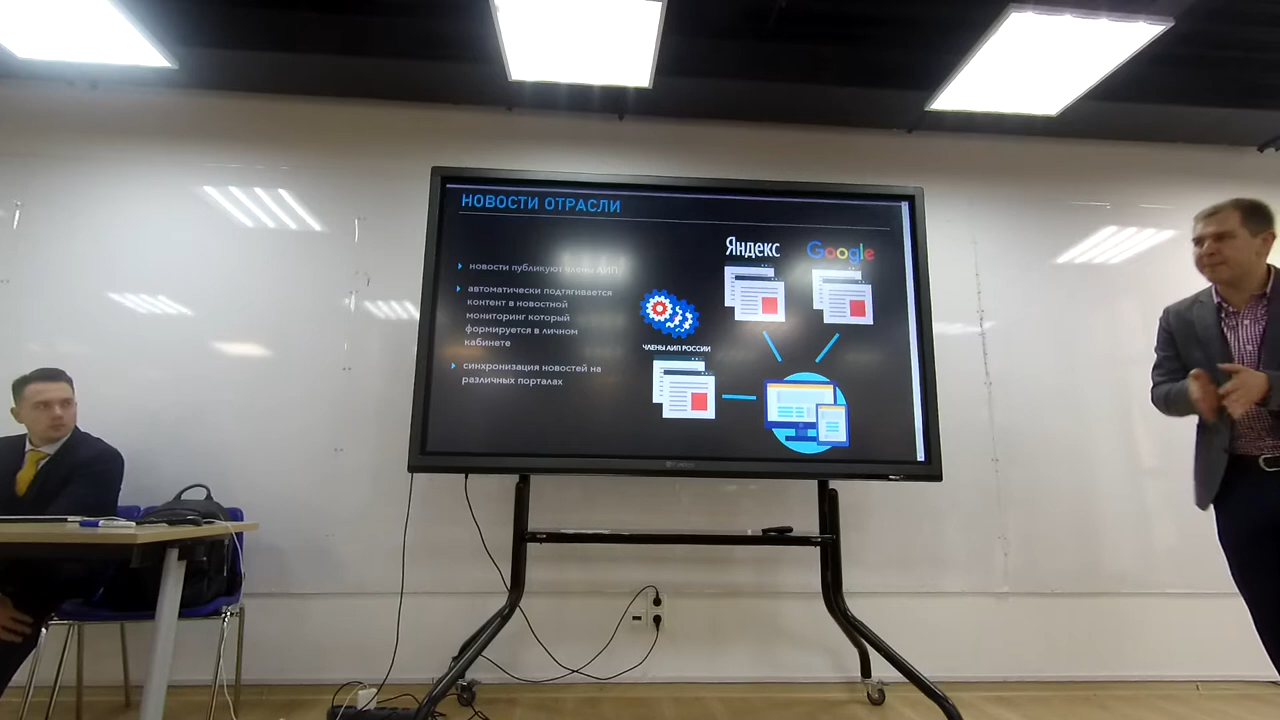 НОВОСТИ ОТРАСЛИ
новости публикуют члены АИП
автоматически подтягивается
контент в новостной
мониторинг который
формируется в личном
кабинете
синхронизация новостей на
различных порталах
Яндекс
Google
ЧЛЕНЫ АИП РОССИИ